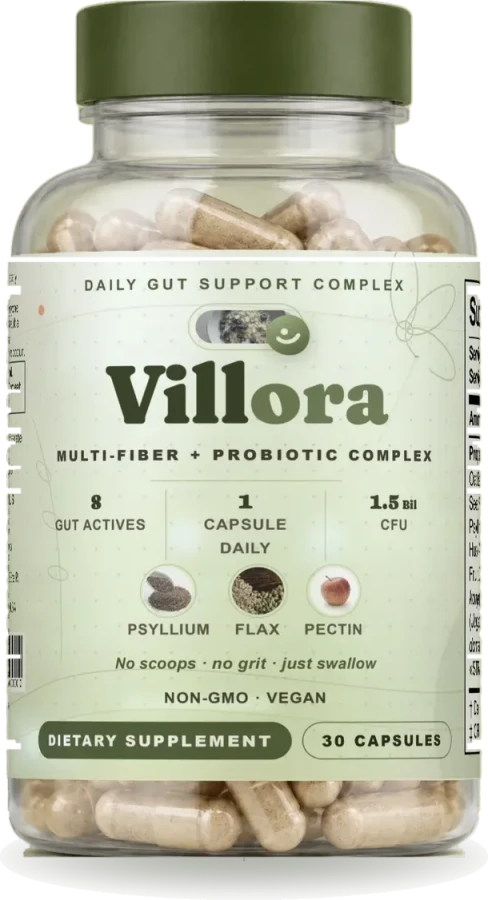 DAILY GUT SUPPORT COMPLEX
Villora
MULTI-FIBER + PROBIOTIC COMPLEX
8
GUT ACTIVES
1
CAPSULE
DAILY
1.5 Bil
CFU
PSYLLIUM FLAX PECTIN
No scoops · no grit · just swallow
NON-GMO · VEGAN
DIETARY SUPPLEMENT
30 CAPSULES